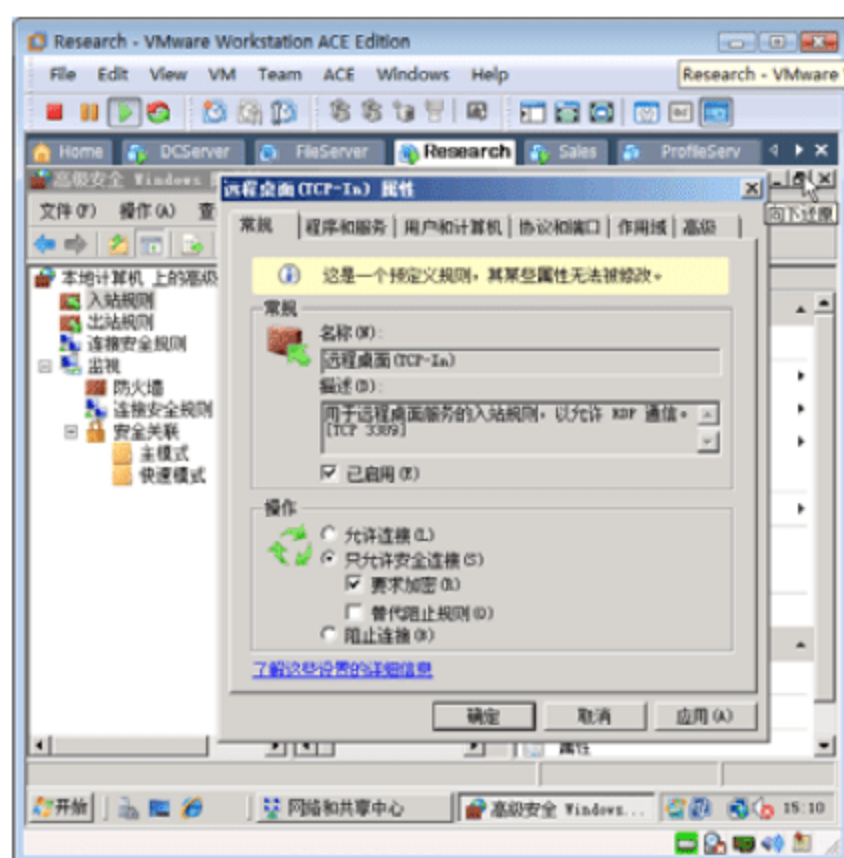 Research - VMware Workstation ACE Edition
File Edit View VM Team ACE Windows Help
Research - VMware
Home DCServer FileServer Research Sales ProfileServ
高级安全 Windows
远程桌面(TCP-In) 属性
文件(F) 操作(A) 查
向下还原
常规 程序和服务 用户和计算机 协议和端口 作用域 高级
本地计算机 上的高级
入站规则
出站规则
连接安全规则
监视
防火墙
连接安全规则
安全关联
主模式
快速模式
这是一个预定义规则，其某些属性无法被修改。
常规
名称(N):
远程桌面(TCP-In)
描述(D):
用于远程桌面服务的入站规则，以允许 RDP 通信。
[TCP 3389]
已启用(E)
操作
允许连接(L)
只允许安全连接(S)
要求加密(R)
替代阻止规则(O)
阻止连接(B)
了解这些设置的详细信息
确定 取消 应用(A)
属性
开始 网络和共享中心 高级安全 Windows... 15:10